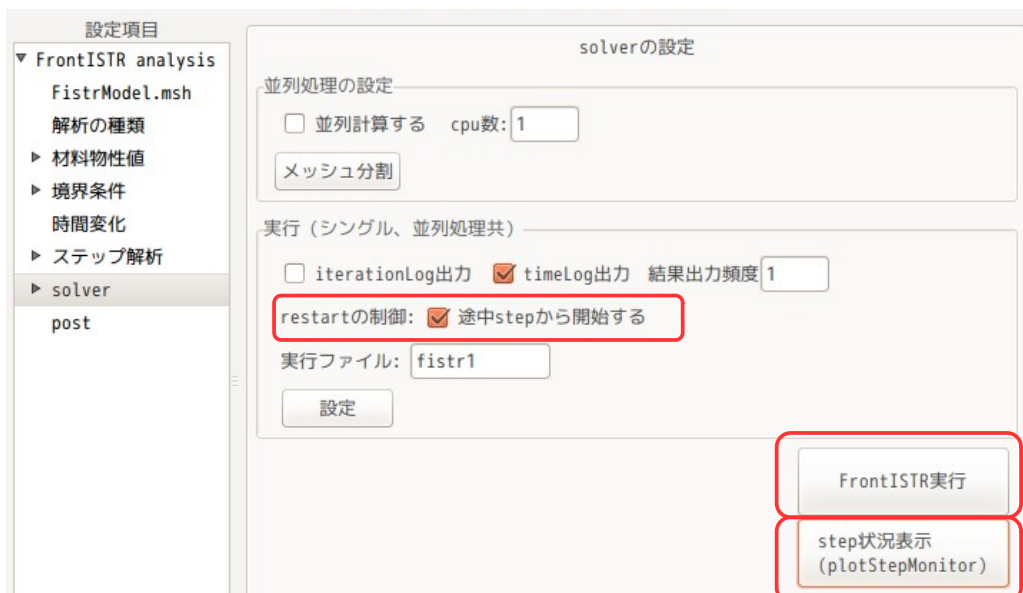 設定項目
FrontISTR analysis
FistrModel.msh
解析の種類
材料物性値
境界条件
時間変化
ステップ解析
solver
post
solverの設定
並列処理の設定
並列計算する cpu数: 1
メッシュ分割
実行（シングル、並列処理共）
iterationLog出力 timeLog出力 結果出力頻度 1
restartの制御: 途中stepから開始する
実行ファイル: fistr1
設定
FrontISTR実行
step状況表示
(plotStepMonitor)